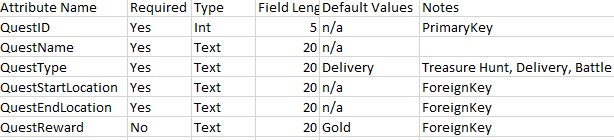 Attribute Name Required Type Field Leng Default Values Notes
QuestID Yes Int 5 n/a PrimaryKey
QuestName Yes Text 20 n/a
QuestType Yes Text 20 Delivery Treasure Hunt, Delivery, Battle
QuestStartLocation Yes Text 20 n/a ForeignKey
QuestEndLocation Yes Text 20 n/a ForeignKey
QuestReward No Text 20 Gold ForeignKey